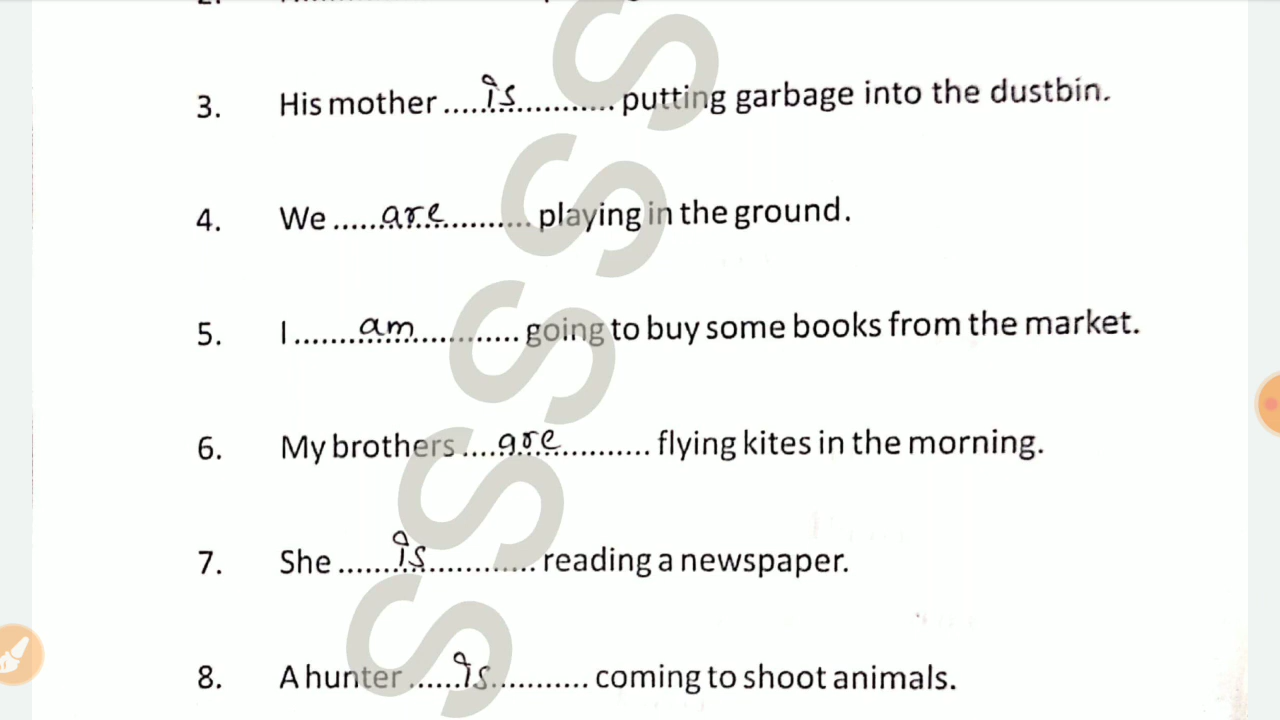 3. His mother .....is............ putting garbage into the dustbin.
4. We .....are.......... playing in the ground.
5. I ......am............ going to buy some books from the market.
6. My brothers ....are.......... flying kites in the morning.
7. She .......is............ reading a newspaper.
8. A hunter ......is........... coming to shoot animals.
SSSSS